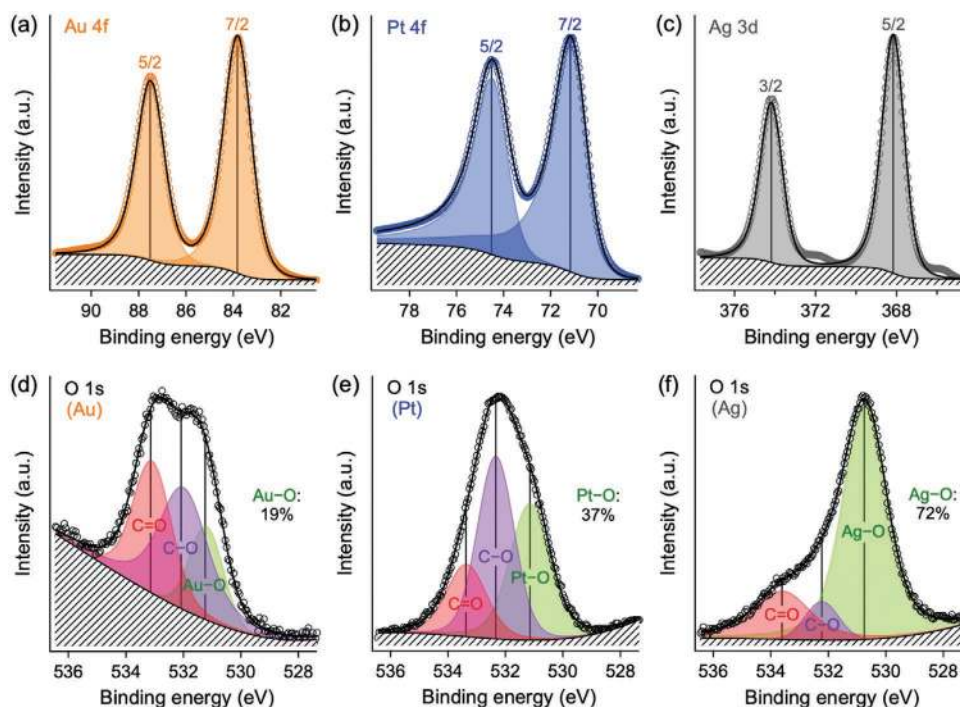 (a) Au 4f
5/2
7/2
Intensity (a.u.)
90 88 86 84 82
Binding energy (eV)
(b) Pt 4f
5/2
7/2
Intensity (a.u.)
78 76 74 72 70
Binding energy (eV)
(c) Ag 3d
3/2
5/2
Intensity (a.u.)
376 372 368
Binding energy (eV)
(d) O 1s
(Au)
Au−O:
19%
C=O
C−O
Au−O
Intensity (a.u.)
536 534 532 530 528
Binding energy (eV)
(e) O 1s
(Pt)
Pt−O:
37%
C=O
C−O
Pt−O
Intensity (a.u.)
536 534 532 530 528
Binding energy (eV)
(f) O 1s
(Ag)
Ag−O:
72%
C=O
C−O
Ag−O
Intensity (a.u.)
536 534 532 530 528
Binding energy (eV)